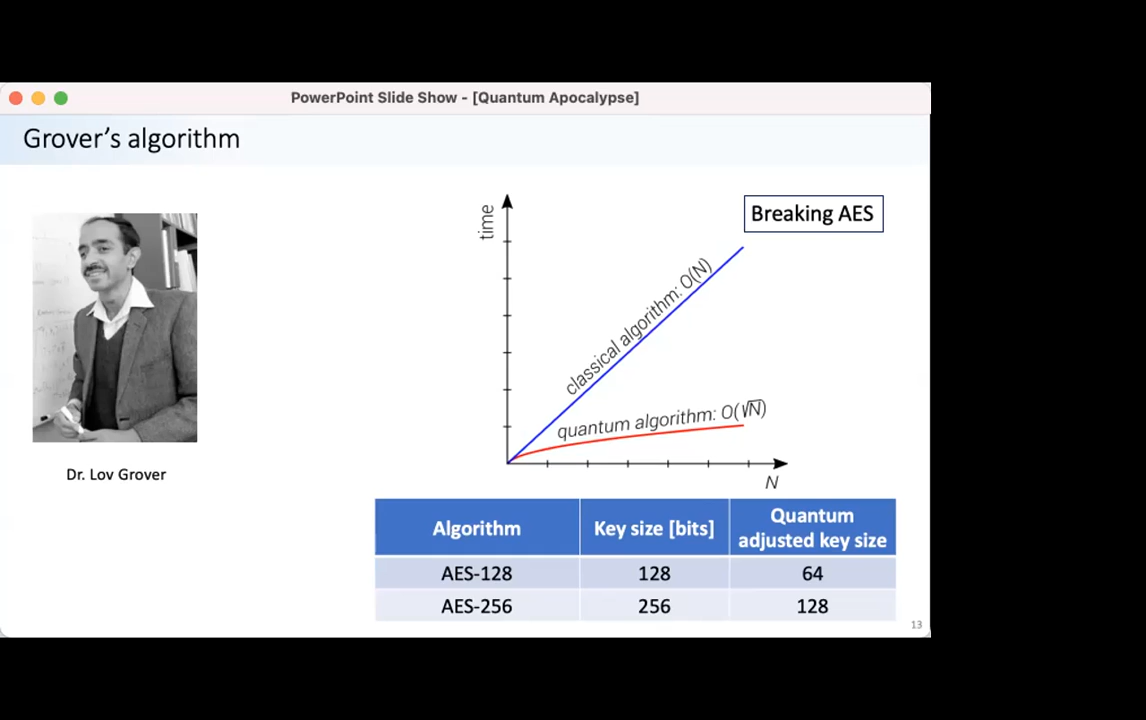 PowerPoint Slide Show - [Quantum Apocalypse]
Grover’s algorithm
Dr. Lov Grover
time
Breaking AES
classical algorithm: O(N)
quantum algorithm: O(√N)
N
Algorithm Key size [bits] Quantum adjusted key size
AES-128 128 64
AES-256 256 128
13